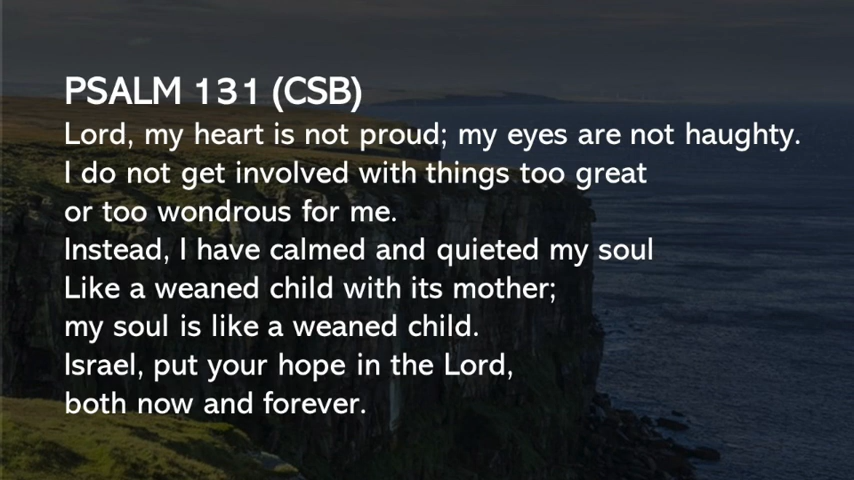 PSALM 131 (CSB)
Lord, my heart is not proud; my eyes are not haughty.
I do not get involved with things too great
or too wondrous for me.
Instead, I have calmed and quieted my soul
Like a weaned child with its mother;
my soul is like a weaned child.
Israel, put your hope in the Lord,
both now and forever.